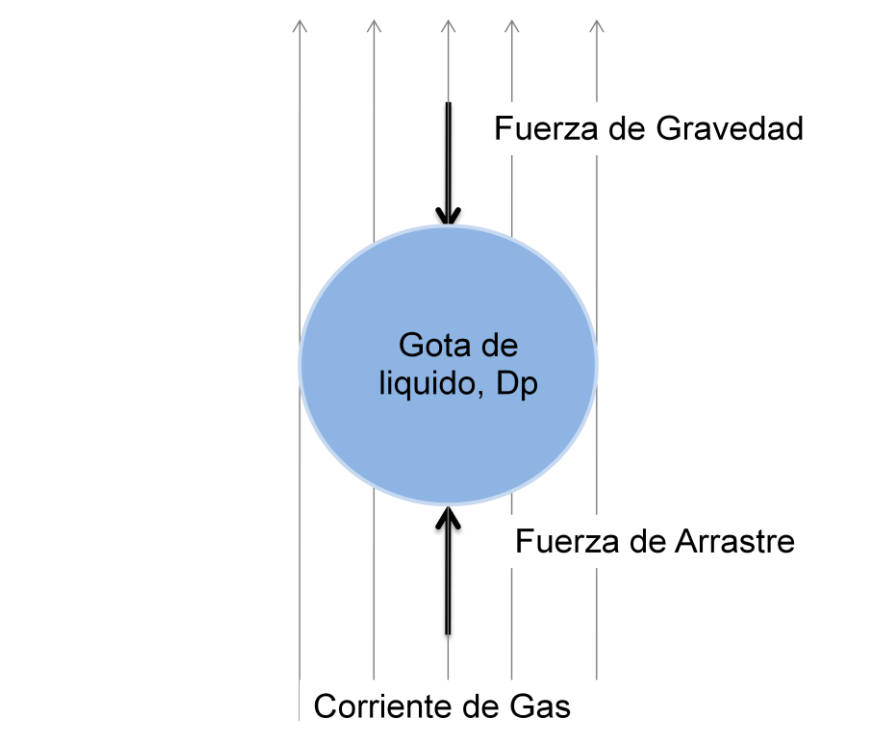 Fuerza de Gravedad
Gota de
liquido, Dp
Fuerza de Arrastre
Corriente de Gas